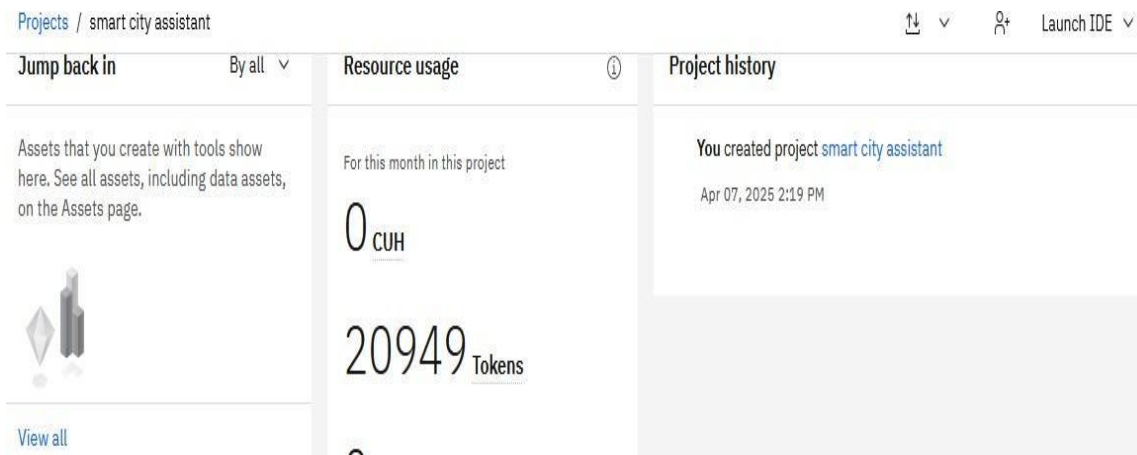 Projects / smart city assistant
Launch IDE
Jump back in
By all
Assets that you create with tools show
here. See all assets, including data assets,
on the Assets page.
View all
Resource usage
For this month in this project
0 CUH
20949 Tokens
Project history
You created project smart city assistant
Apr 07, 2025 2:19 PM